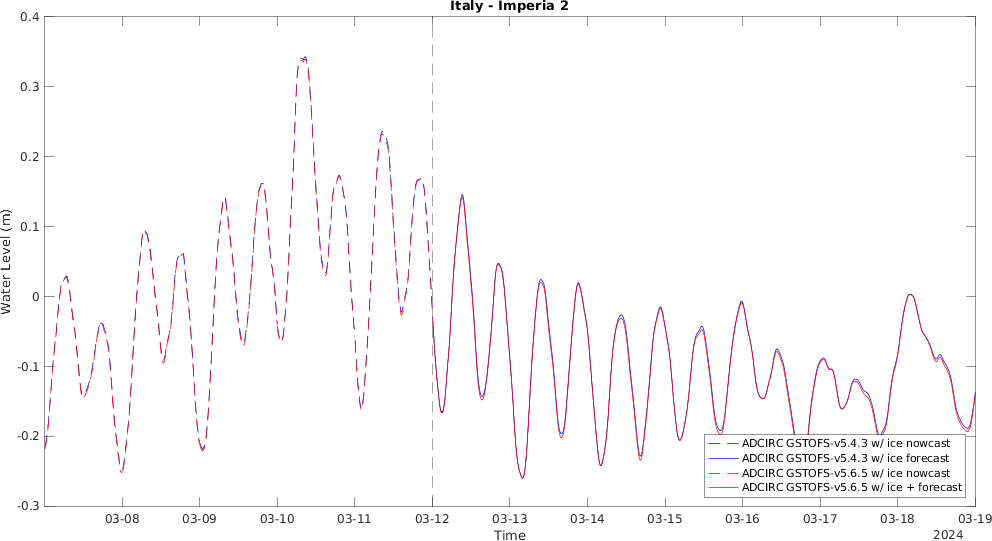 Italy - Imperia 2
Water Level (m)
0.4
0.3
0.2
0.1
0
-0.1
-0.2
-0.3
ADCIRC GSTOFS-v5.4.3 w/ ice nowcast
ADCIRC GSTOFS-v5.4.3 w/ ice forecast
ADCIRC GSTOFS-v5.6.5 w/ ice nowcast
ADCIRC GSTOFS-v5.6.5 w/ ice + forecast
03-08 03-09 03-10 03-11 03-12 03-13 03-14 03-15 03-16 03-17 03-18 03-19
Time
2024